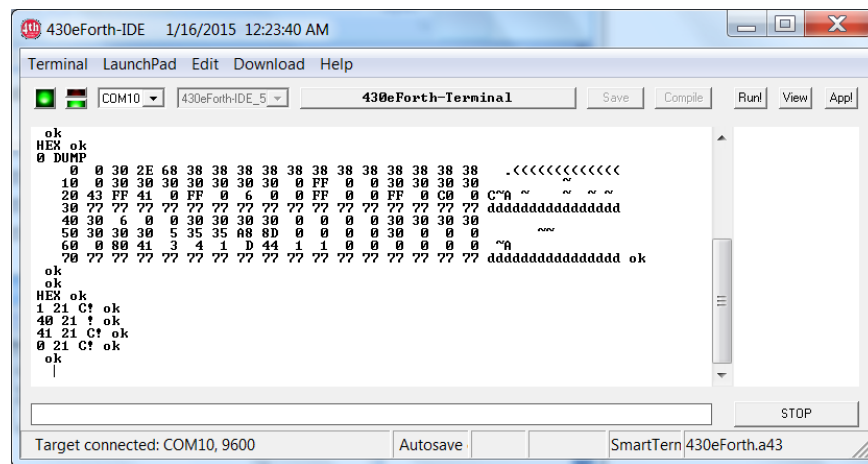 4th 430eForth-IDE 1/16/2015 12:23:40 AM
Terminal LaunchPad Edit Download Help
COM10 430eForth-IDE_5 430eForth-Terminal Save Compile Run! View App!
ok
HEX ok
0 DUMP
0 0 30 2E 68 38 38 38 38 38 38 38 38 38 38 38 38 .<<<<<<<<<<<<<
10 0 30 30 30 30 30 30 30 0 FF 0 0 30 30 30 30 ~
20 43 FF 41 0 FF 0 6 0 0 FF 0 0 FF 0 C0 0 C~A ~ ~ ~ ~
30 77 77 77 77 77 77 77 77 77 77 77 77 77 77 77 77 dddddddddddddddd
40 30 6 0 0 30 30 30 30 0 0 0 0 30 30 30 30
50 30 30 30 5 35 35 A8 8D 0 0 0 0 30 0 0 0 ~~
60 0 80 41 3 4 1 D 44 1 1 0 0 0 0 0 0 ~A
70 77 77 77 77 77 77 77 77 77 77 77 77 77 77 77 77 dddddddddddddddd ok
ok
ok
HEX ok
1 21 C! ok
40 21 ! ok
41 21 C! ok
0 21 C! ok
ok
STOP
Target connected: COM10, 9600 Autosave SmartTern 430eForth.a43